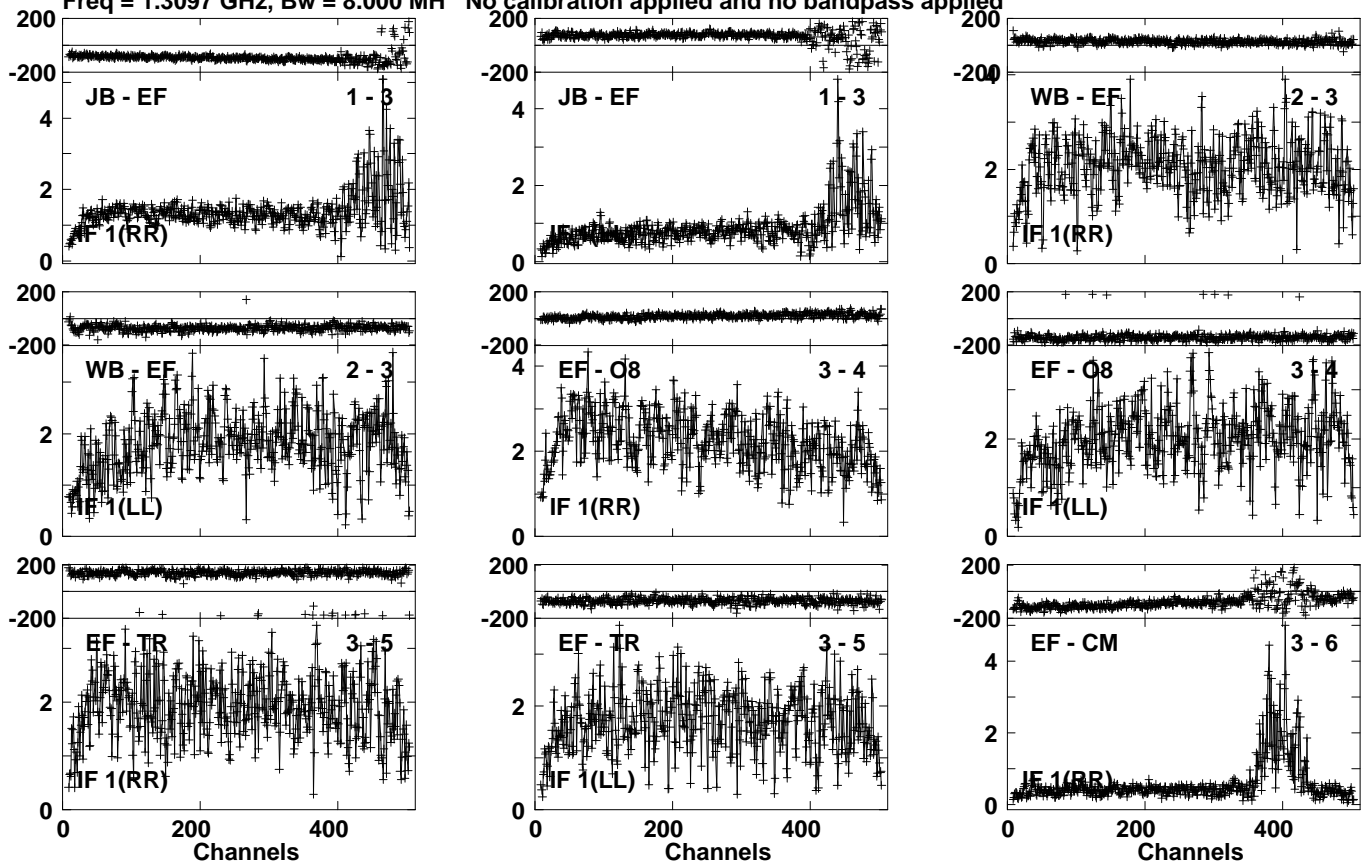 Freq = 1.3097 GHz, Bw = 8.000 MH No calibration applied and no bandpass applied
200
-200
JB - EF 1 - 3
4
2
0
IF 1(RR)
JB - EF 1 - 3
4
2
0
200
-200
4
WB - EF 2 - 3
2
0
IF 1(RR)
200
-200
WB - EF 2 - 3
2
0
IF 1(LL)
200
-200
4
EF - O8 3 - 4
2
0
IF 1(RR)
200
-200
EF - O8 3 - 4
2
0
IF 1(LL)
200
-200
EF - TR 3 - 5
2
0
IF 1(RR)
0 200 400
Channels
200
-200
EF - TR 3 - 5
2
0
IF 1(LL)
0 200 400
Channels
200
-200
EF - CM 3 - 6
4
2
0
IF 1(RR)
0 200 400
Channels